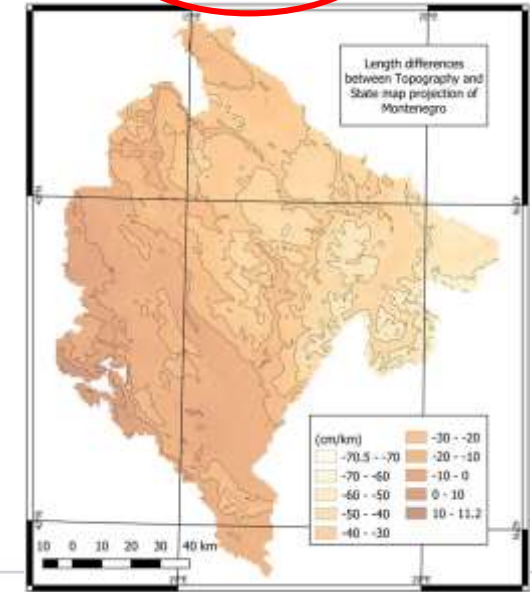 Length differences
between Topography and
State map projection of
Montenegro
(cm/km)
-70.5 - -70
-70 - -60
-60 - -50
-50 - -40
-40 - -30
-30 - -20
-20 - -10
-10 - 0
0 - 10
10 - 11.2
10 0 10 20 30 40 km